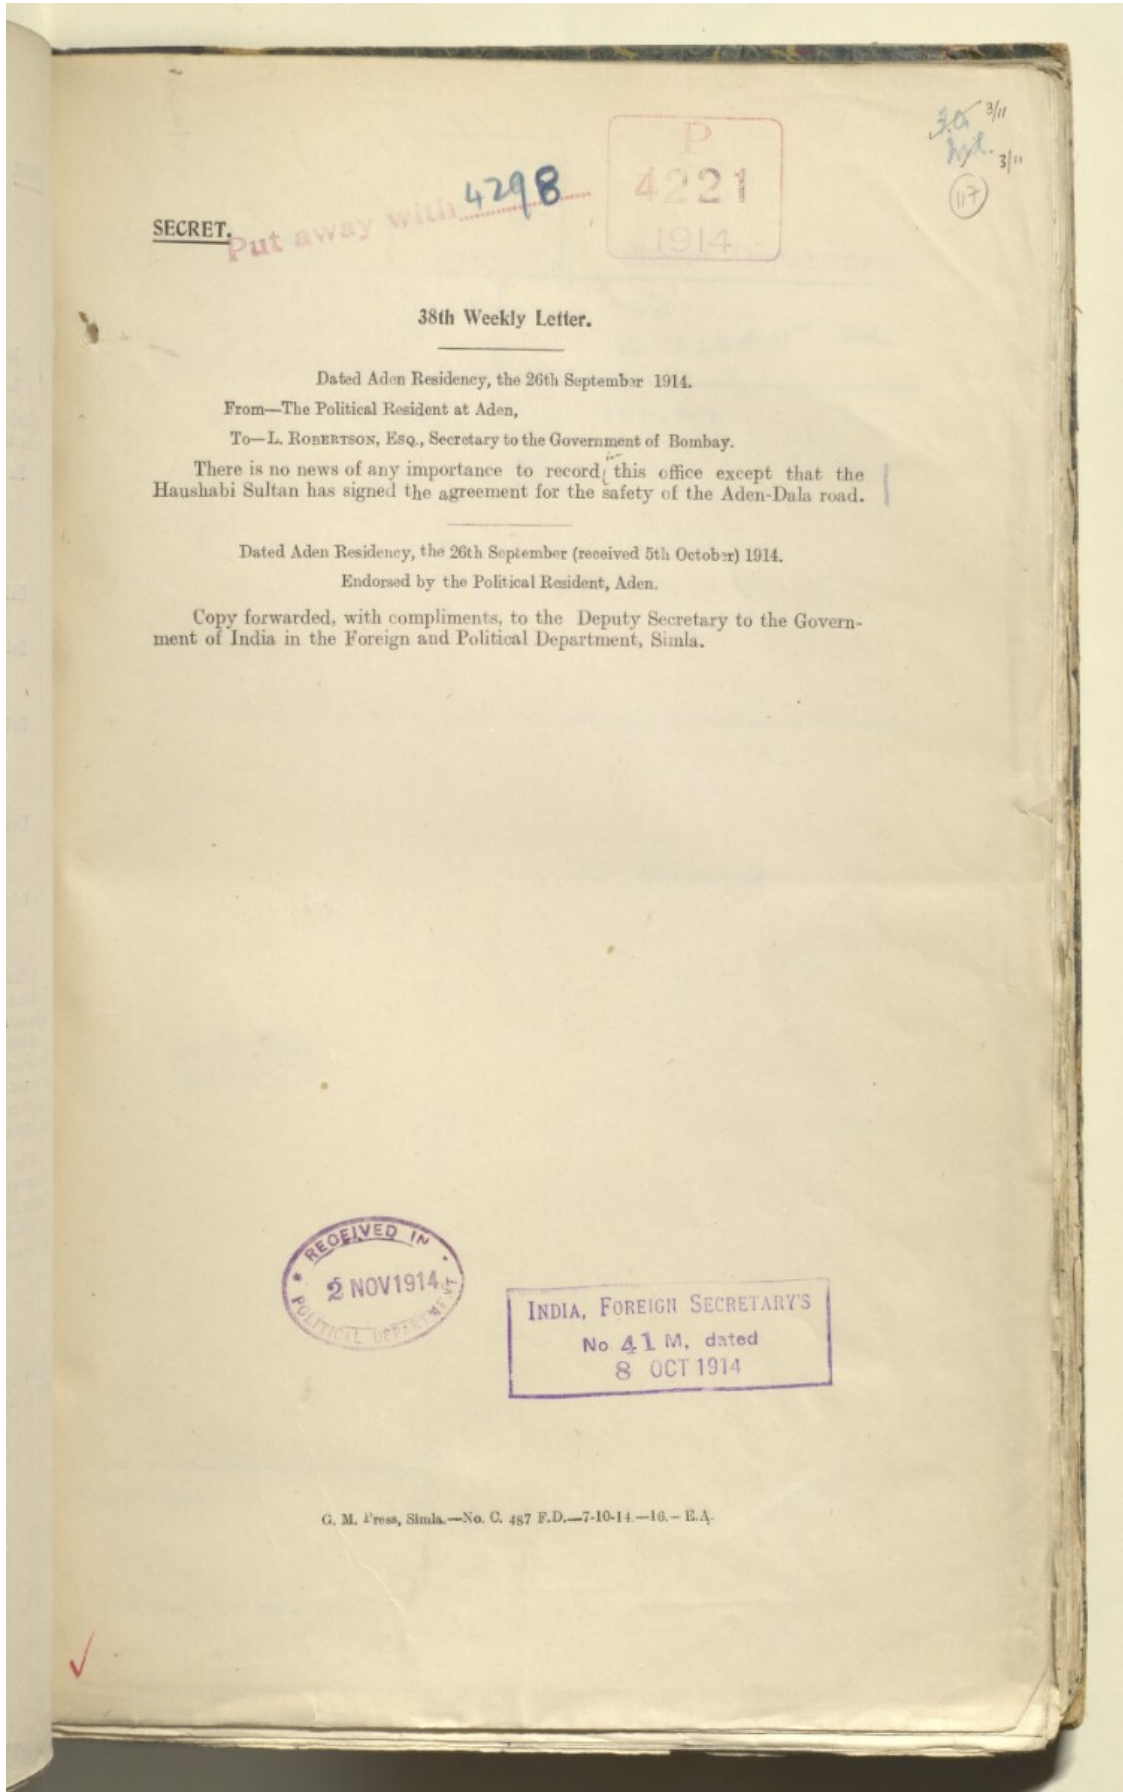 3/11
3/11
117
P
4221
1914
Put away with 4298
SECRET.
38th Weekly Letter.
Dated Aden Residency, the 26th September 1914.
From—The Political Resident at Aden,
To—L. ROBERTSON, ESQ., Secretary to the Government of Bombay.
in
There is no news of any importance to record this office except that the
Haushabi Sultan has signed the agreement for the safety of the Aden-Dala road.
Dated Aden Residency, the 26th September (received 5th October) 1914.
Endorsed by the Political Resident, Aden.
Copy forwarded, with compliments, to the Deputy Secretary to the Govern-
ment of India in the Foreign and Political Department, Simla.
RECEIVED IN
2 NOV 1914
POLITICAL DEPARTMENT
INDIA, FOREIGN SECRETARY'S
No 41 M, dated
8 OCT 1914
G. M. Press, Simla.—No. C. 487 F.D.—7-10-14.—16.—E.A.